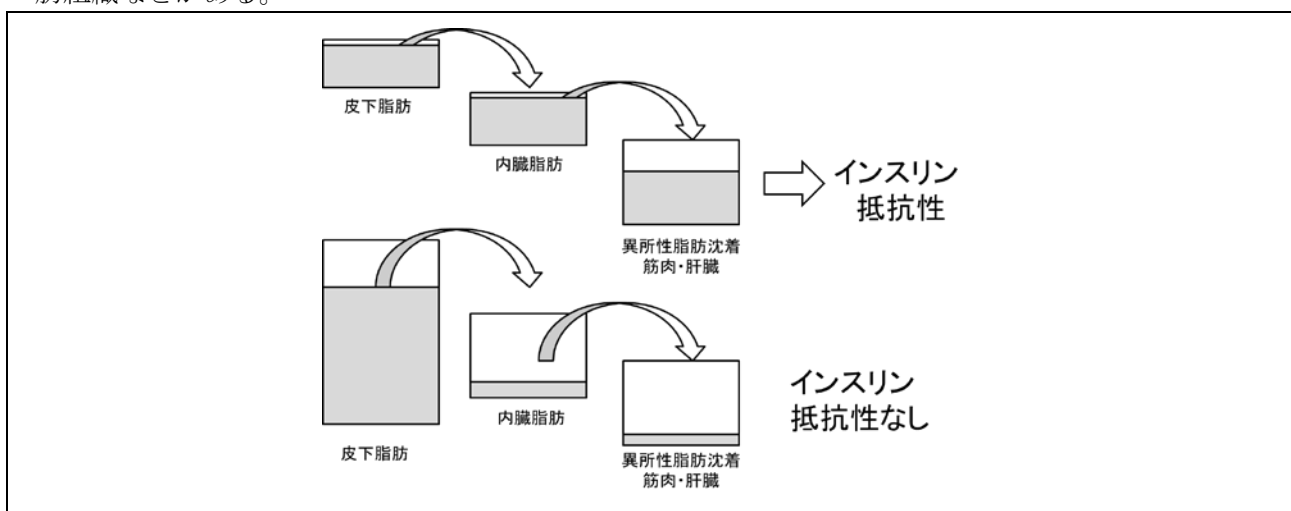 皮下脂肪
内臓脂肪
異所性脂肪沈着
筋肉・肝臓
インスリン
抵抗性
皮下脂肪
内臓脂肪
異所性脂肪沈着
筋肉・肝臓
インスリン
抵抗性なし